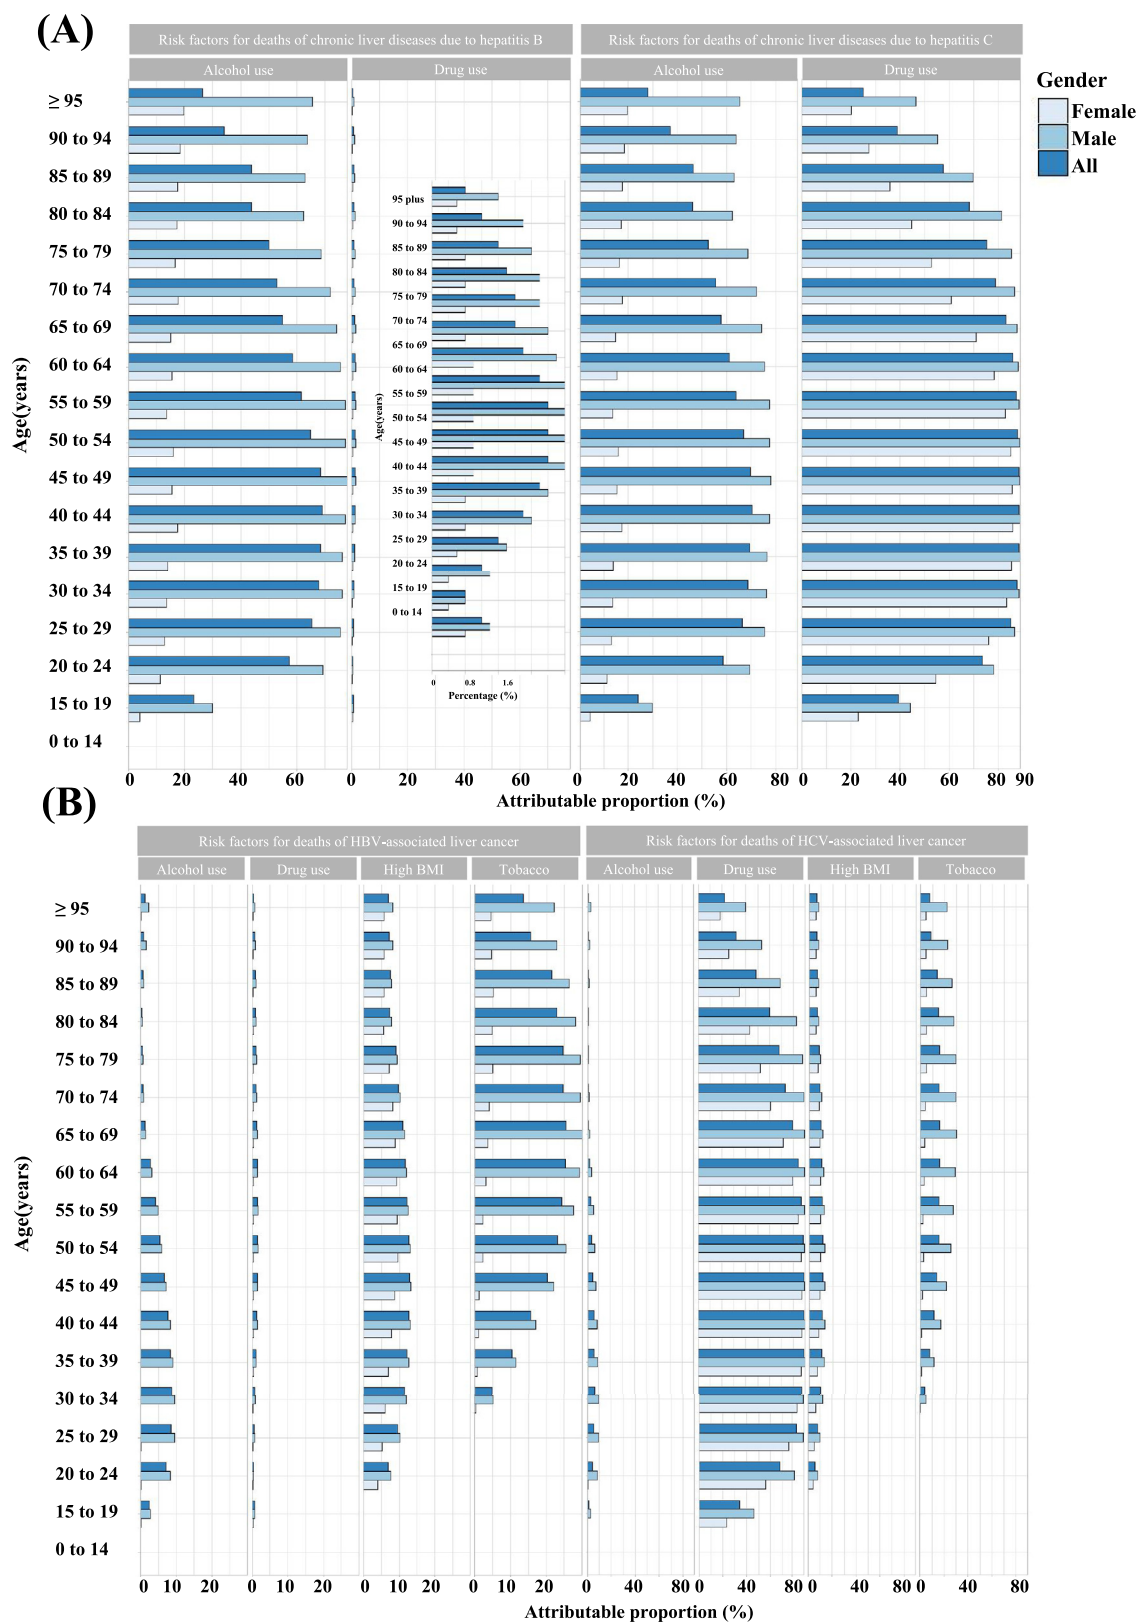 (A)
Risk factors for deaths of chronic liver diseases due to hepatitis B
Risk factors for deaths of chronic liver diseases due to hepatitis C
Alcohol use
Drug use
Alcohol use
Drug use
Gender
Female
Male
All
Age(years)
≥ 95
90 to 94
85 to 89
80 to 84
75 to 79
70 to 74
65 to 69
60 to 64
55 to 59
50 to 54
45 to 49
40 to 44
35 to 39
30 to 34
25 to 29
20 to 24
15 to 19
0 to 14
Age(years)
95 plus
90 to 94
85 to 89
80 to 84
75 to 79
70 to 74
65 to 69
60 to 64
55 to 59
50 to 54
45 to 49
40 to 44
35 to 39
30 to 34
25 to 29
20 to 24
15 to 19
0 to 14
0 0.8 1.6
Percentage (%)
0 20 40 60 0 20 40 60 80 0 20 40 60 80 0 20 40 60 80 90
Attributable proportion (%)
(B)
Risk factors for deaths of HBV-associated liver cancer
Risk factors for deaths of HCV-associated liver cancer
Alcohol use
Drug use
High BMI
Tobacco
Alcohol use
Drug use
High BMI
Tobacco
Age(years)
≥ 95
90 to 94
85 to 89
80 to 84
75 to 79
70 to 74
65 to 69
60 to 64
55 to 59
50 to 54
45 to 49
40 to 44
35 to 39
30 to 34
25 to 29
20 to 24
15 to 19
0 to 14
0 10 20 0 10 20 0 10 20 0 10 20 0 40 80 0 40 80 0 40 80 0 40 80
Attributable proportion (%)